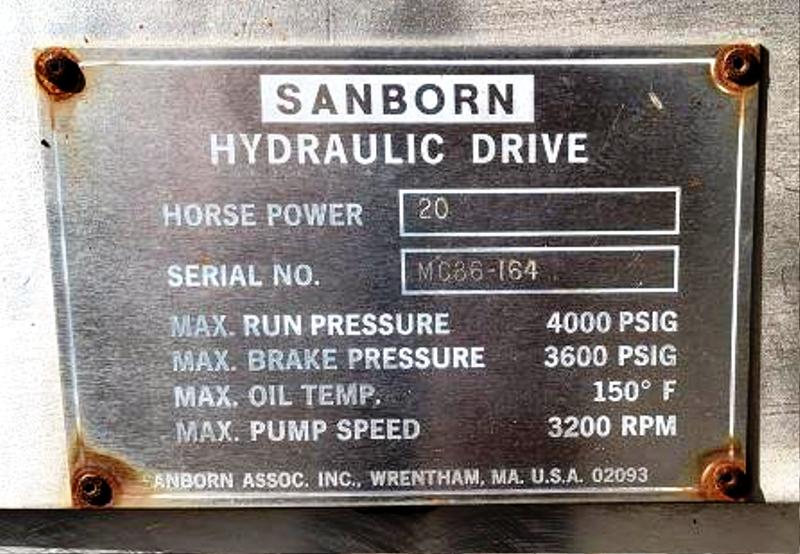 SANBORN
HYDRAULIC DRIVE
HORSE POWER 20
SERIAL NO. MC86-164
MAX. RUN PRESSURE 4000 PSIG
MAX. BRAKE PRESSURE 3600 PSIG
MAX. OIL TEMP. 150° F
MAX. PUMP SPEED 3200 RPM
SANBORN ASSOC. INC., WRENTHAM, MA. U.S.A. 02093